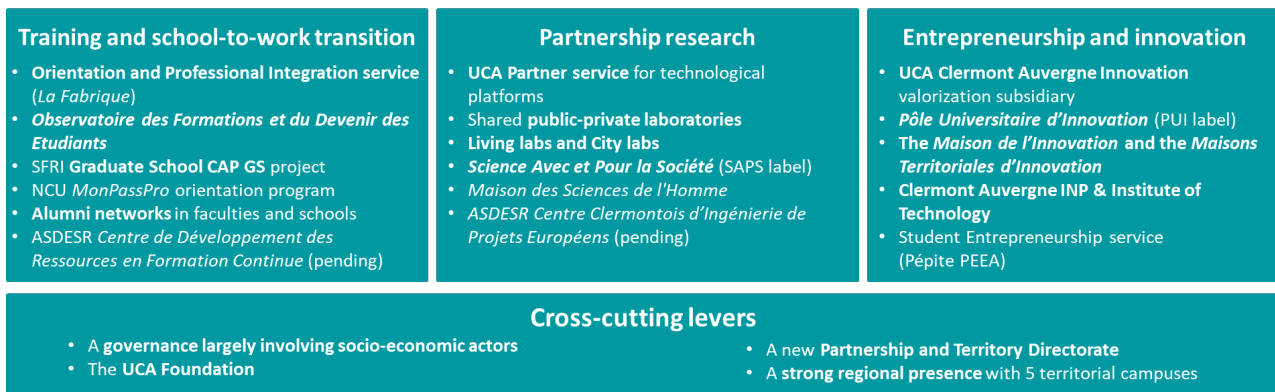 Training and school-to-work transition
• Orientation and Professional Integration service
(La Fabrique)
• Observatoire des Formations et du Devenir des
Etudiants
• SFRI Graduate School CAP GS project
• NCU MonPassPro orientation program
• Alumni networks in faculties and schools
• ASDESR Centre de Développement des
Ressources en Formation Continue (pending)
Partnership research
• UCA Partner service for technological
platforms
• Shared public-private laboratories
• Living labs and City labs
• Science Avec et Pour la Société (SAPS label)
• Maison des Sciences de l'Homme
• ASDESR Centre Clermontois d’Ingénierie de
Projets Européens (pending)
Entrepreneurship and innovation
• UCA Clermont Auvergne Innovation
valorization subsidiary
• Pôle Universitaire d’Innovation (PUI label)
• The Maison de l’Innovation and the Maisons
Territoriales d’Innovation
• Clermont Auvergne INP & Institute of
Technology
• Student Entrepreneurship service
(Pépite PEEA)
Cross-cutting levers
• A governance largely involving socio-economic actors
• The UCA Foundation
• A new Partnership and Territory Directorate
• A strong regional presence with 5 territorial campuses